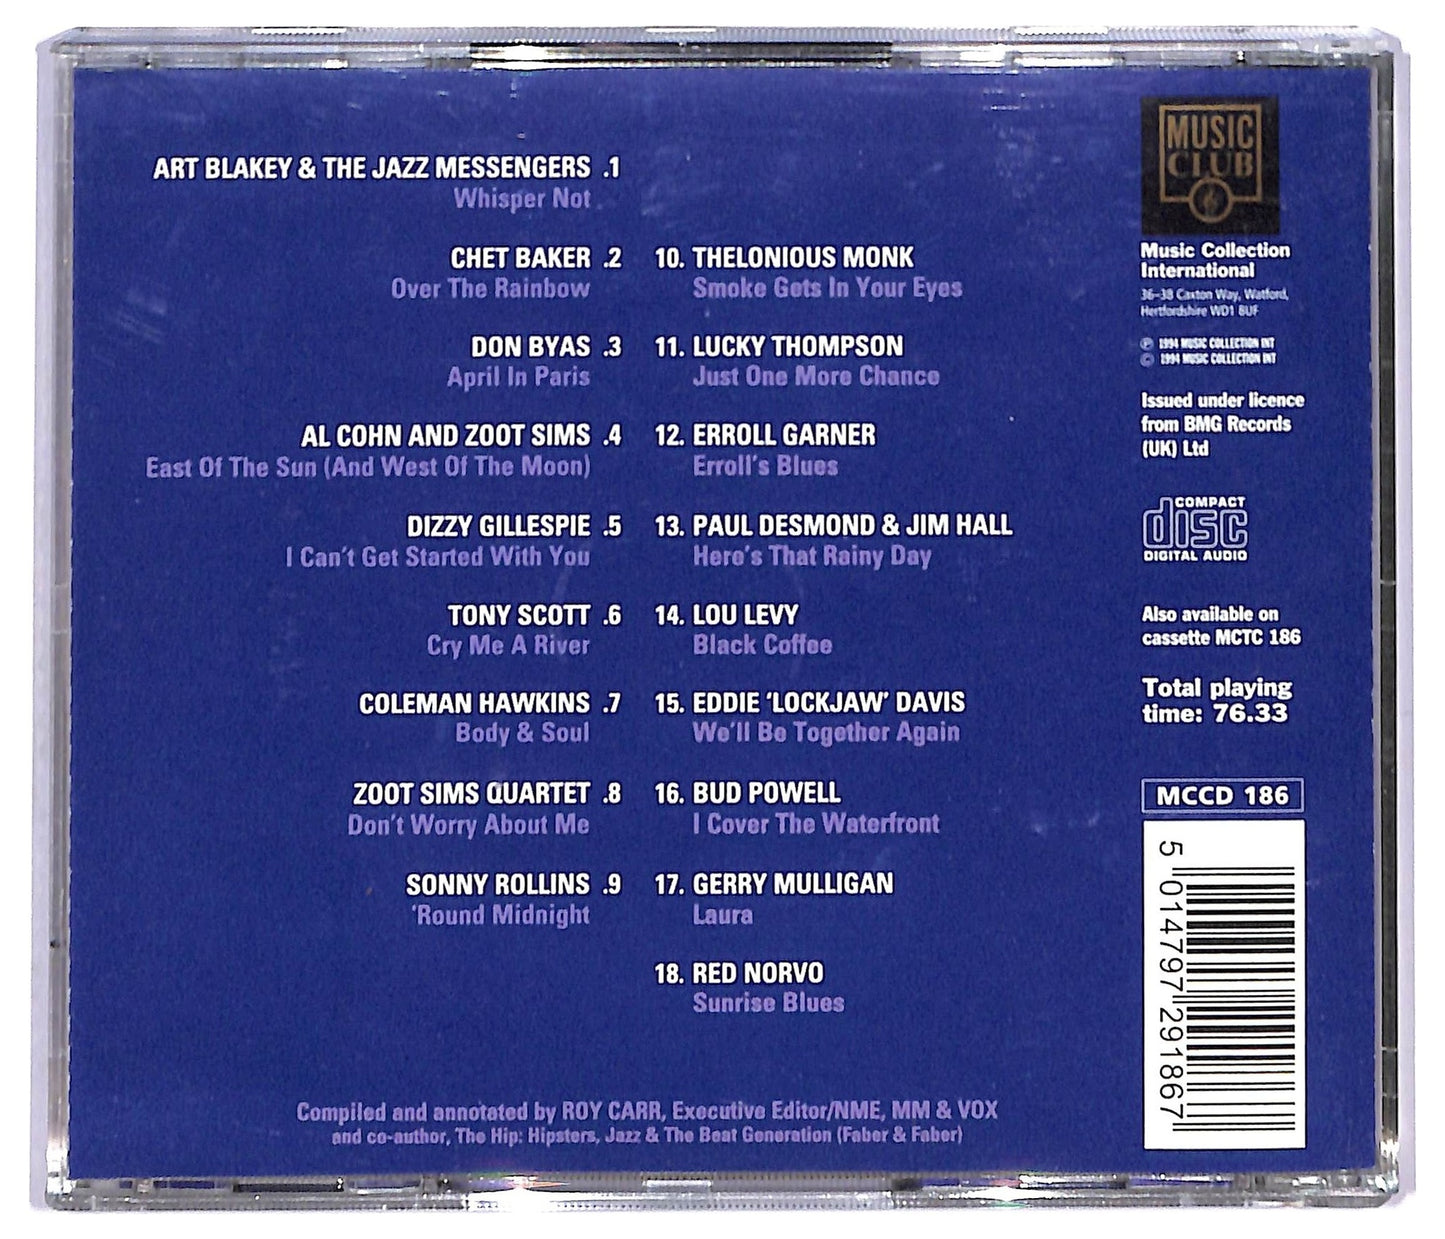 ART BLAKEY & THE JAZZ MESSENGERS .1
Whisper Not
CHET BAKER .2
Over The Rainbow
DON BYAS .3
April In Paris
AL COHN AND ZOOT SIMS .4
East Of The Sun (And West Of The Moon)
DIZZY GILLESPIE .5
I Can't Get Started With You
TONY SCOTT .6
Cry Me A River
COLEMAN HAWKINS .7
Body & Soul
ZOOT SIMS QUARTET .8
Don't Worry About Me
SONNY ROLLINS .9
'Round Midnight
10. THELONIOUS MONK
Smoke Gets In Your Eyes
11. LUCKY THOMPSON
Just One More Chance
12. ERROLL GARNER
Erroll's Blues
13. PAUL DESMOND & JIM HALL
Here's That Rainy Day
14. LOU LEVY
Black Coffee
15. EDDIE 'LOCKJAW' DAVIS
We'll Be Together Again
16. BUD POWELL
I Cover The Waterfront
17. GERRY MULLIGAN
Laura
18. RED NORVO
Sunrise Blues
Compiled and annotated by ROY CARR, Executive Editor/NME, MM & VOX
and co-author, The Hip: Hipsters, Jazz & The Beat Generation (Faber & Faber)
MUSIC
CLUB
Music Collection
International
36–38 Caxton Way, Watford,
Hertfordshire WD1 8UF
℗ 1994 MUSIC COLLECTION INT
© 1994 MUSIC COLLECTION INT
Issued under licence
from BMG Records
(UK) Ltd
COMPACT
disc
DIGITAL AUDIO
Also available on
cassette MCTC 186
Total playing
time: 76.33
MCCD 186
5 014797 291867